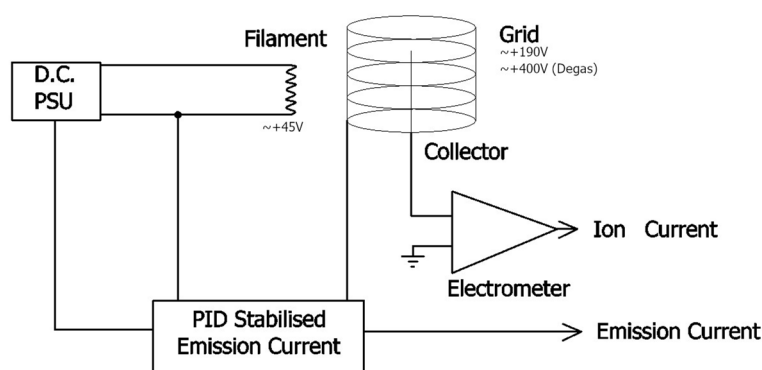 Filament
Grid
~+190V
~+400V (Degas)
D.C.
PSU
~+45V
Collector
Ion Current
Electrometer
PID Stabilised
Emission Current
Emission Current